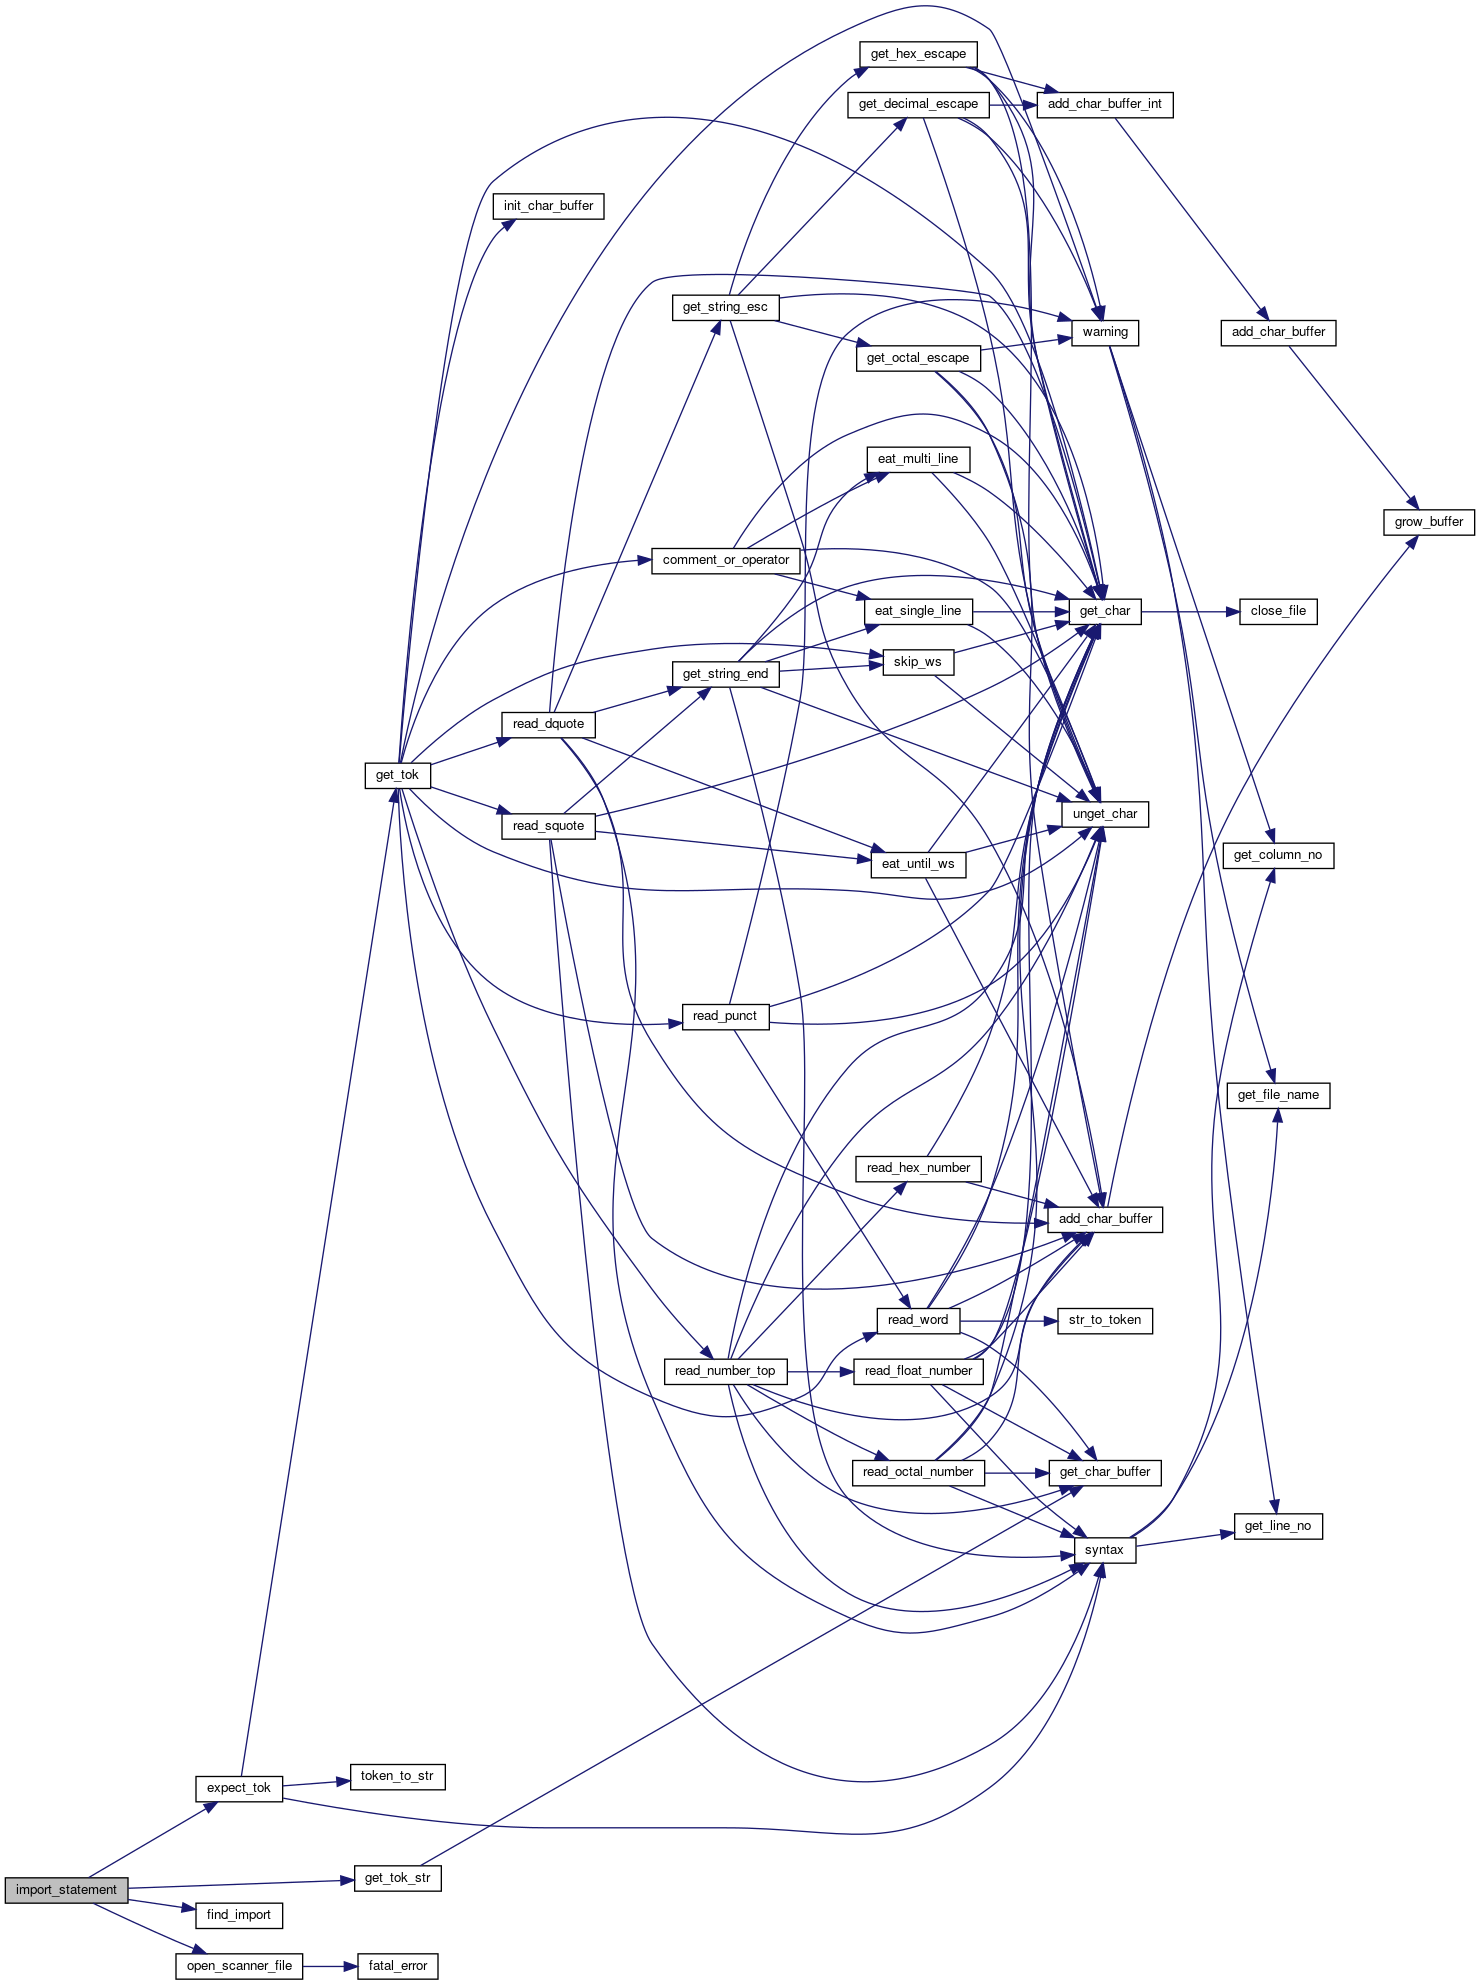 get_hex_escape
get_decimal_escape
add_char_buffer_int
init_char_buffer
get_string_esc
warning
add_char_buffer
get_octal_escape
eat_multi_line
grow_buffer
comment_or_operator
eat_single_line
get_char
close_file
skip_ws
get_string_end
read_dquote
get_tok
unget_char
read_squote
get_column_no
eat_until_ws
read_punct
get_file_name
read_hex_number
add_char_buffer
read_word
str_to_token
read_number_top
read_float_number
read_octal_number
get_char_buffer
get_line_no
syntax
token_to_str
expect_tok
get_tok_str
import_statement
find_import
open_scanner_file
fatal_error